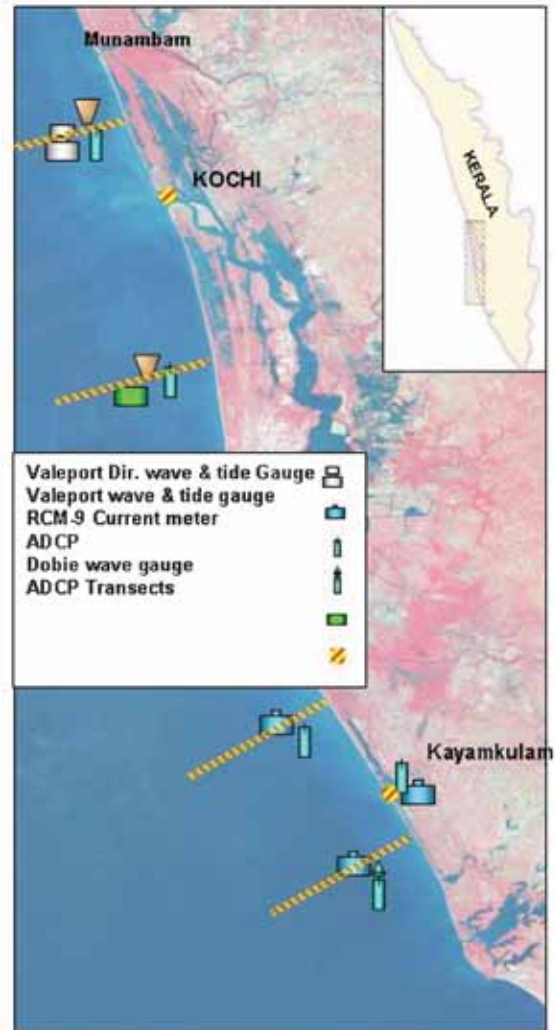 Munambam
KOCHI
KERALA
Valeport Dir. wave & tide Gauge
Valeport wave & tide gauge
RCM-9 Current meter
ADCP
Dobie wave gauge
ADCP Transects
Kayamkulam